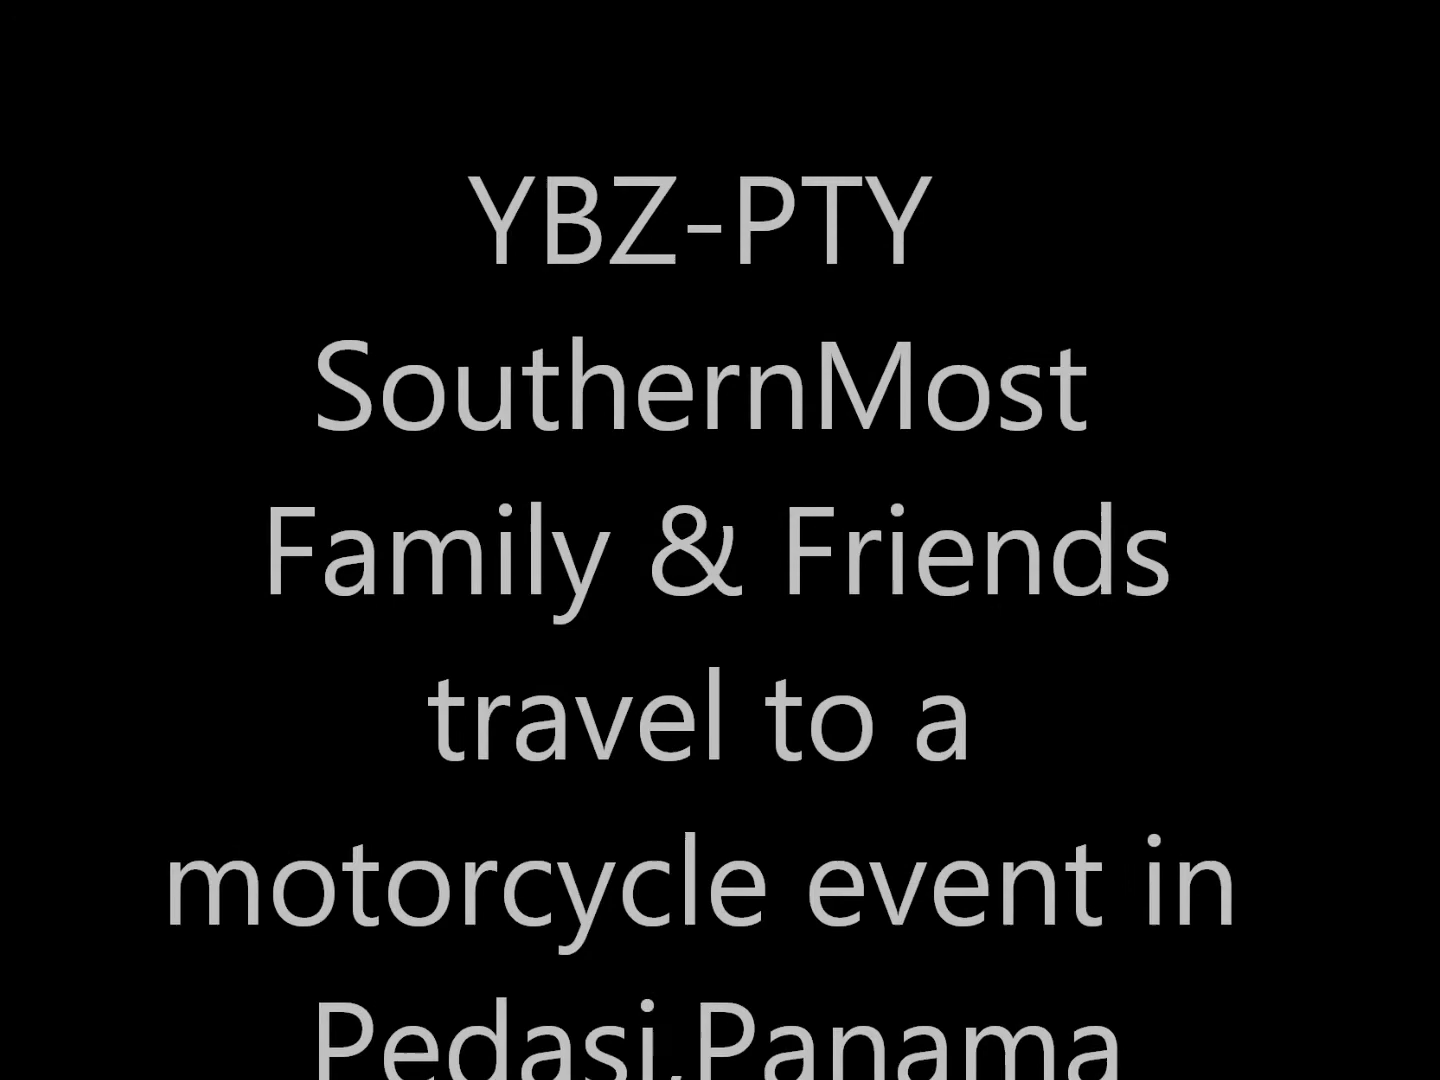 YBZ-PTY
SouthernMost
Family & Friends
travel to a
motorcycle event in
Pedasi,Panama